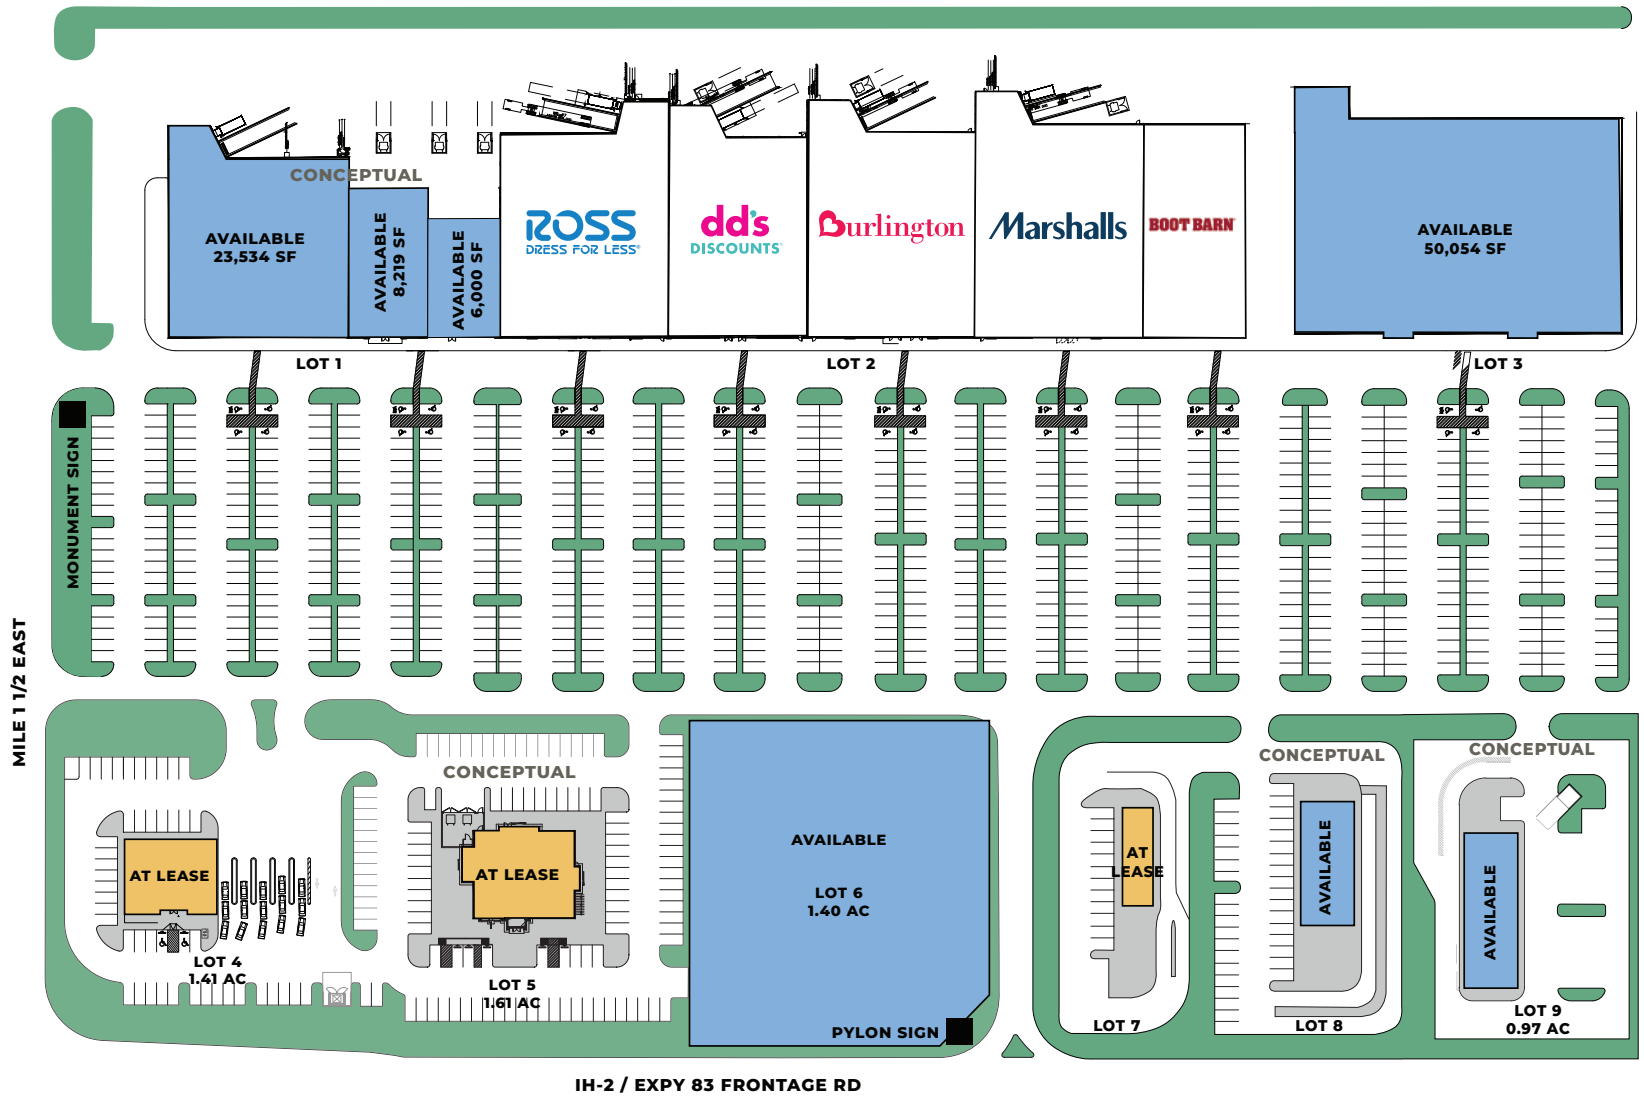 CONCEPTUAL
AVAILABLE
23,534 SF
AVAILABLE
8,219 SF
AVAILABLE
6,000 SF
ROSS
DRESS FOR LESS®
dd's
DISCOUNTS
Burlington
Marshalls
BOOT BARN
AVAILABLE
50,054 SF
LOT 1
LOT 2
LOT 3
MONUMENT SIGN
MILE 1 1/2 EAST
CONCEPTUAL
CONCEPTUAL
CONCEPTUAL
AT LEASE
LOT 4
1.41 AC
AT LEASE
LOT 5
1.61 AC
AVAILABLE
LOT 6
1.40 AC
PYLON SIGN
AT
LEASE
LOT 7
AVAILABLE
LOT 8
AVAILABLE
LOT 9
0.97 AC
IH-2 / EXPY 83 FRONTAGE RD